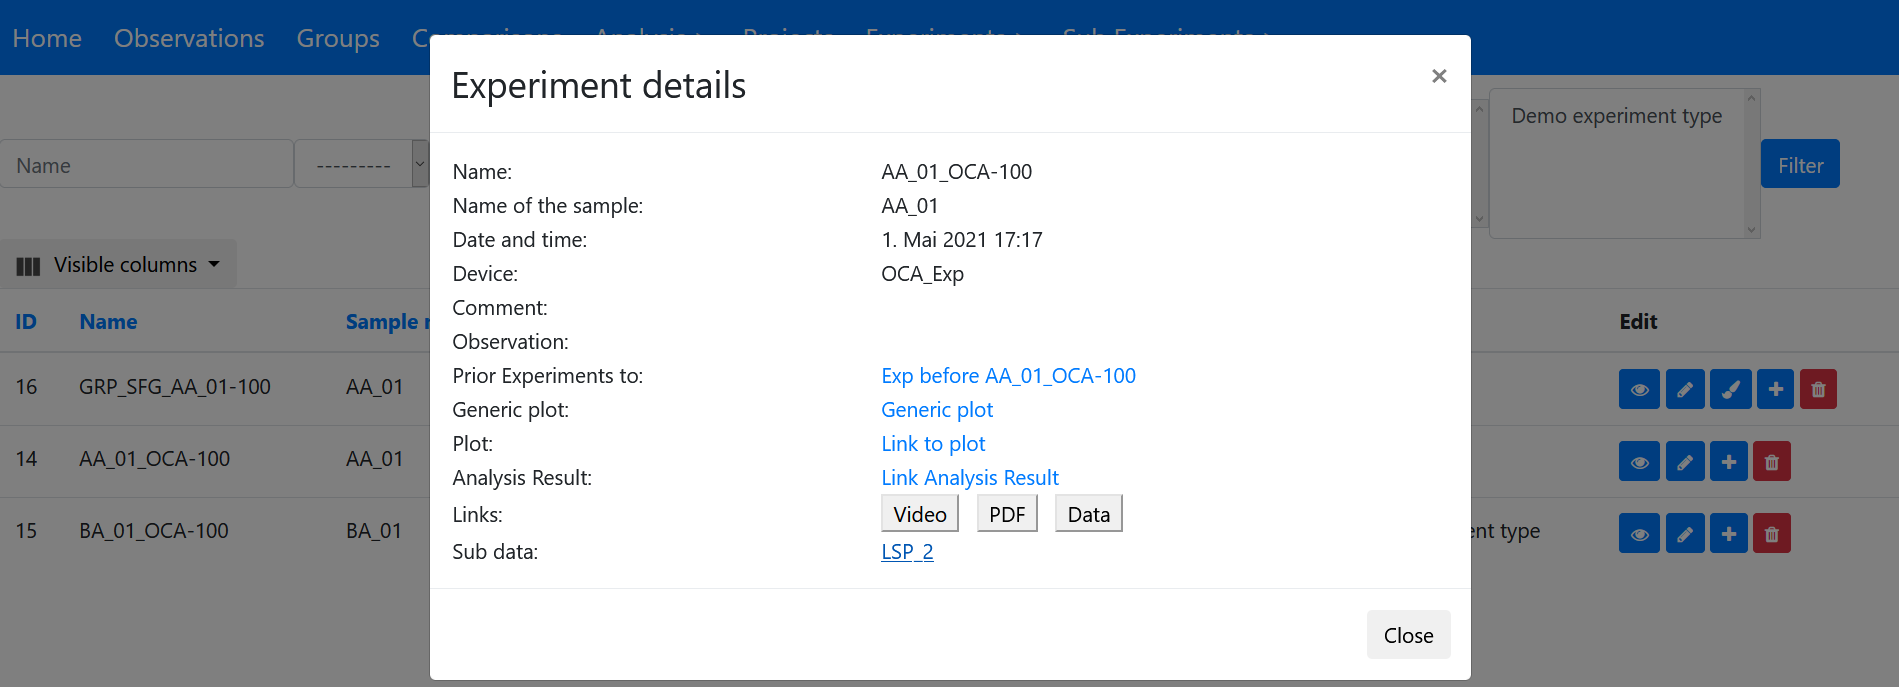 Home Observations Groups
Experiment details ×
Demo experiment type
Name
---------
Filter
Name: AA_01_OCA-100
Name of the sample: AA_01
Date and time: 1. Mai 2021 17:17
Visible columns
Device: OCA_Exp
Comment:
ID Name Sample Edit
Observation:
Prior Experiments to: Exp before AA_01_OCA-100
16 GRP_SFG_AA_01-100 AA_01
Generic plot: Generic plot
Plot: Link to plot
14 AA_01_OCA-100 AA_01
Analysis Result: Link Analysis Result
Links: Video PDF Data
15 BA_01_OCA-100 BA_01 nt type
Sub data: LSP_2
Close